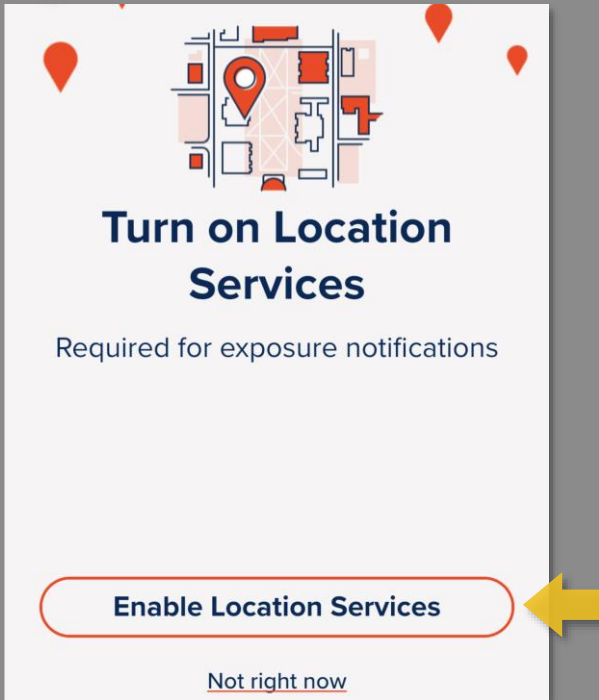 Turn on Location
Services
Required for exposure notifications
Enable Location Services
Not right now